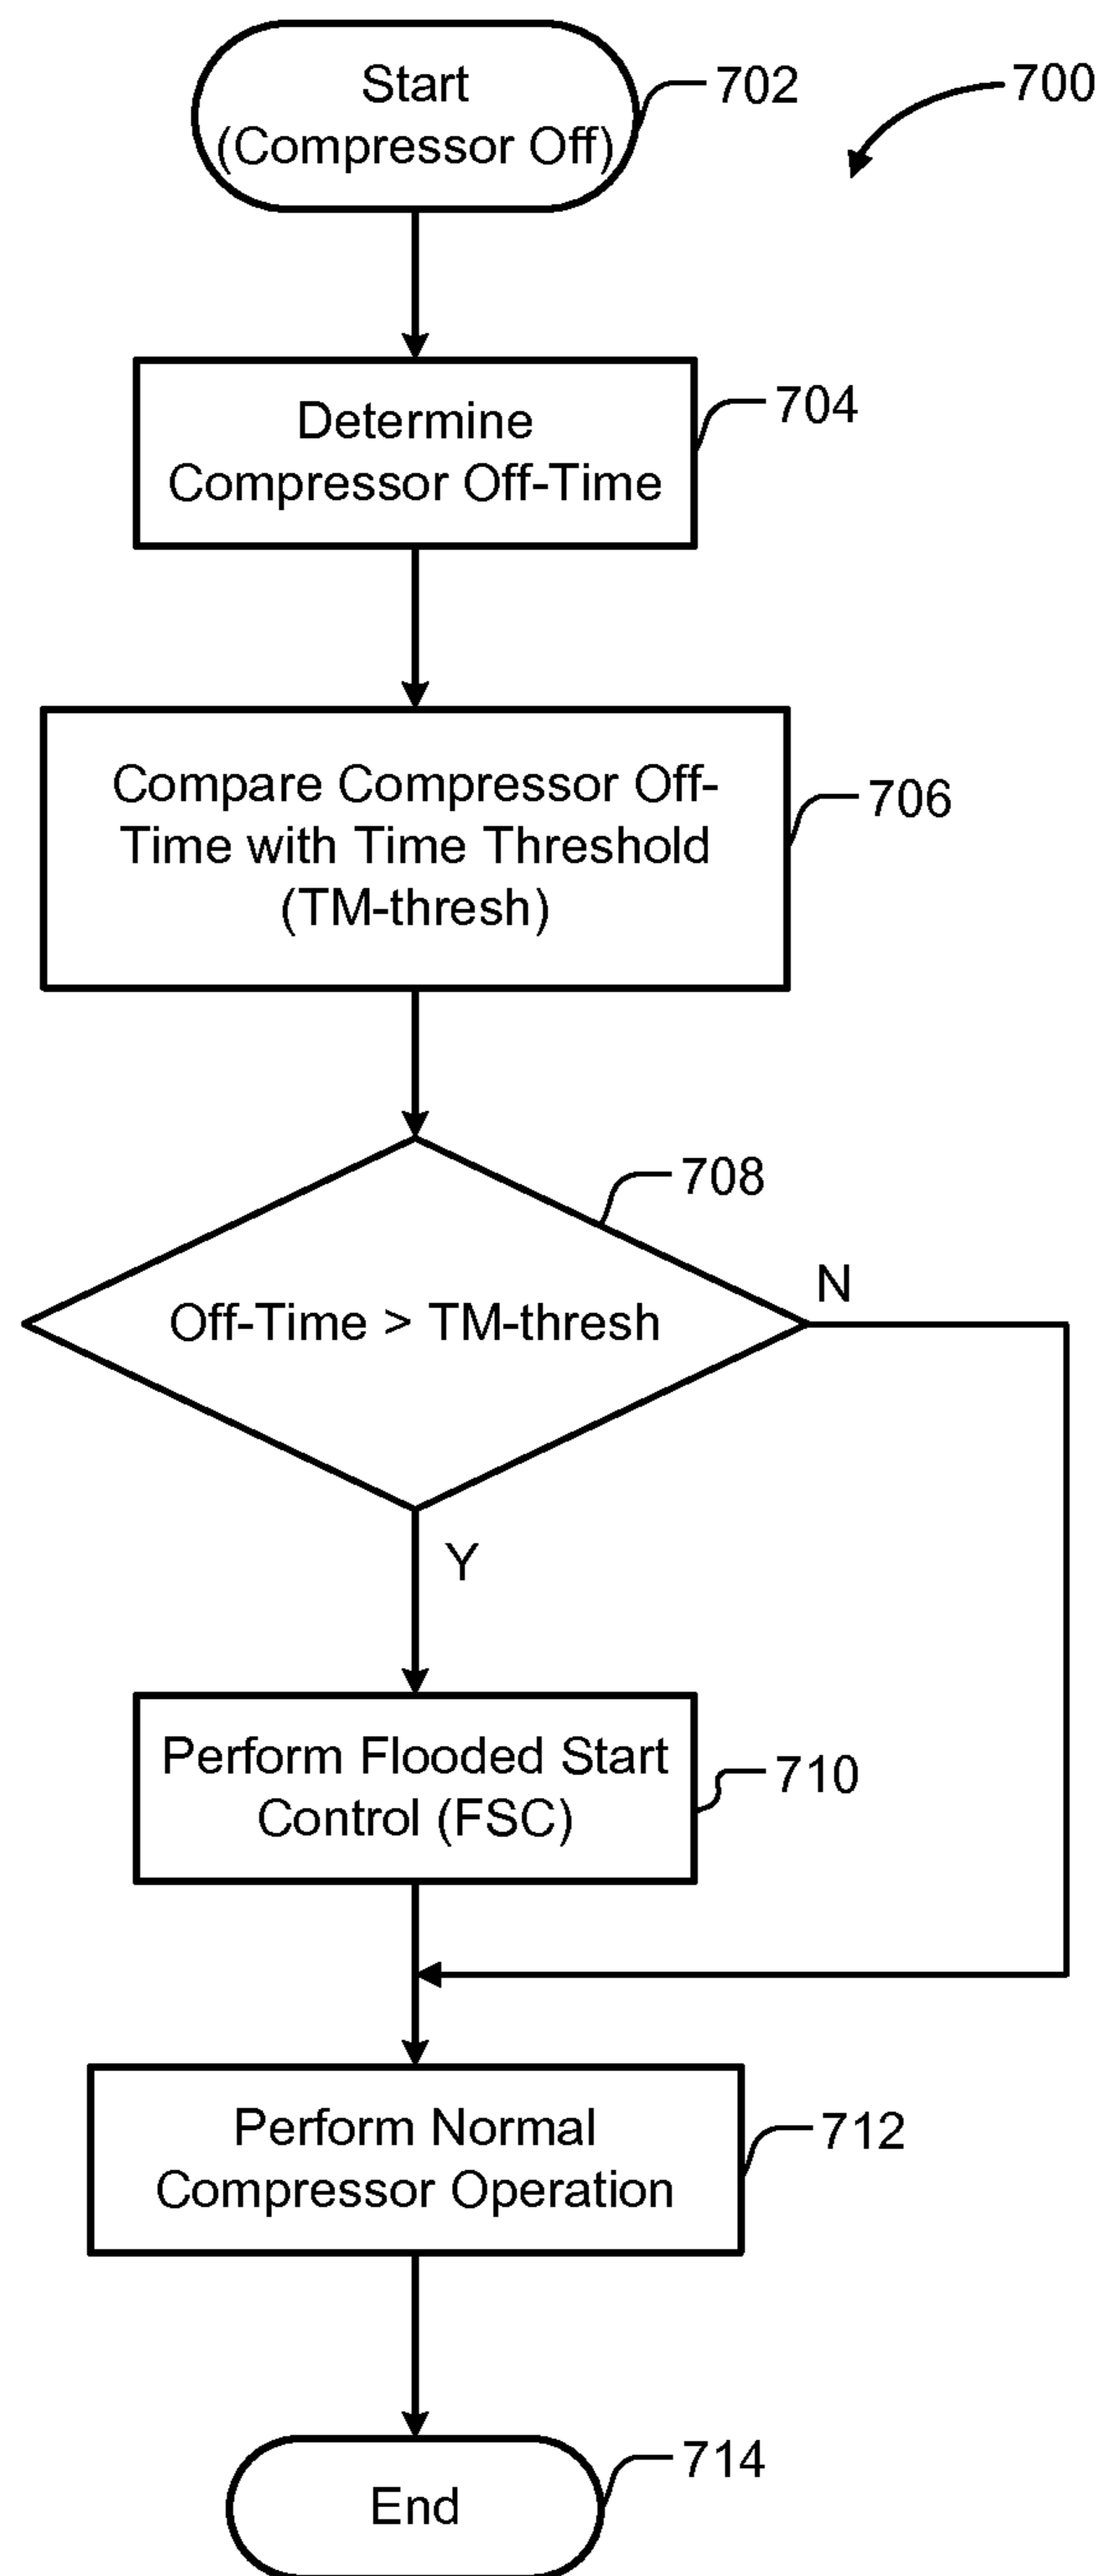 Start
(Compressor Off)
702
700
Determine
Compressor Off-Time
704
Compare Compressor Off-
Time with Time Threshold
(TM-thresh)
706
708
Off-Time > TM-thresh
N
Y
Perform Flooded Start
Control (FSC)
710
Perform Normal
Compressor Operation
712
End
714